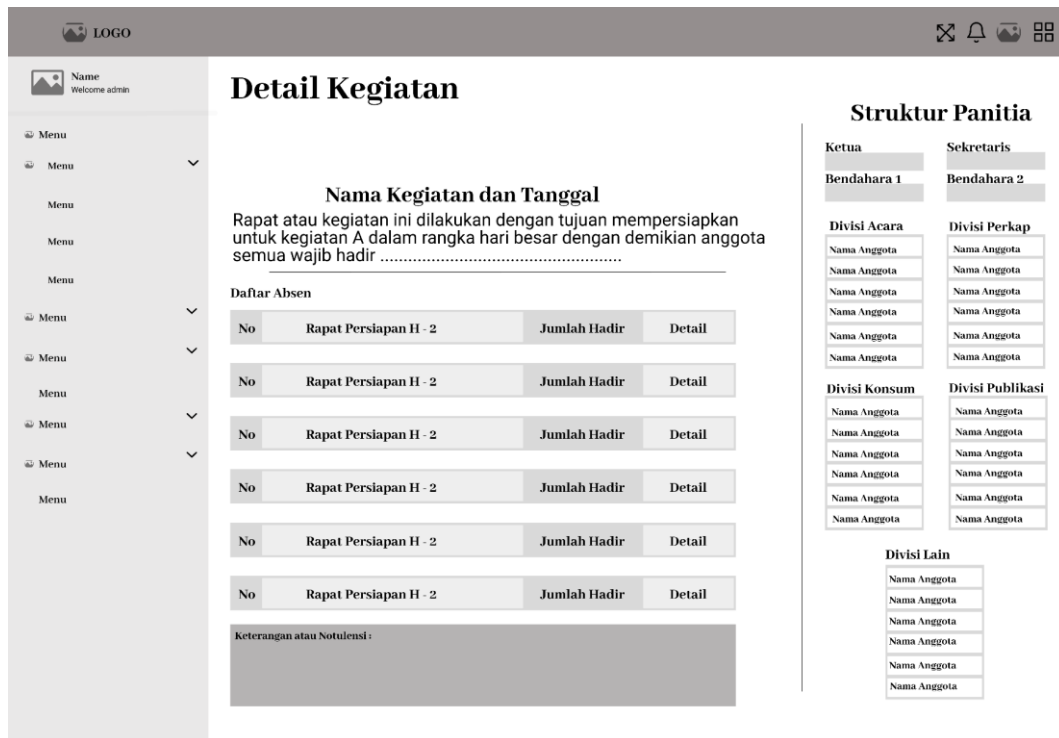 LOGO
Name
Welcome admin
Menu
Menu
Menu
Menu
Menu
Menu
Menu
Menu
Menu
Menu
Menu
Detail Kegiatan
Nama Kegiatan dan Tanggal
Rapat atau kegiatan ini dilakukan dengan tujuan mempersiapkan
untuk kegiatan A dalam rangka hari besar dengan demikian anggota
semua wajib hadir ....................................................
Daftar Absen
No Rapat Persiapan H - 2 Jumlah Hadir Detail
No Rapat Persiapan H - 2 Jumlah Hadir Detail
No Rapat Persiapan H - 2 Jumlah Hadir Detail
No Rapat Persiapan H - 2 Jumlah Hadir Detail
No Rapat Persiapan H - 2 Jumlah Hadir Detail
No Rapat Persiapan H - 2 Jumlah Hadir Detail
Keterangan atau Notulensi :
Struktur Panitia
Ketua Sekretaris
Bendahara 1 Bendahara 2
Divisi Acara Divisi Perkap
Nama Anggota Nama Anggota
Nama Anggota Nama Anggota
Nama Anggota Nama Anggota
Nama Anggota Nama Anggota
Nama Anggota Nama Anggota
Nama Anggota Nama Anggota
Divisi Konsum Divisi Publikasi
Nama Anggota Nama Anggota
Nama Anggota Nama Anggota
Nama Anggota Nama Anggota
Nama Anggota Nama Anggota
Nama Anggota Nama Anggota
Nama Anggota Nama Anggota
Divisi Lain
Nama Anggota
Nama Anggota
Nama Anggota
Nama Anggota
Nama Anggota
Nama Anggota